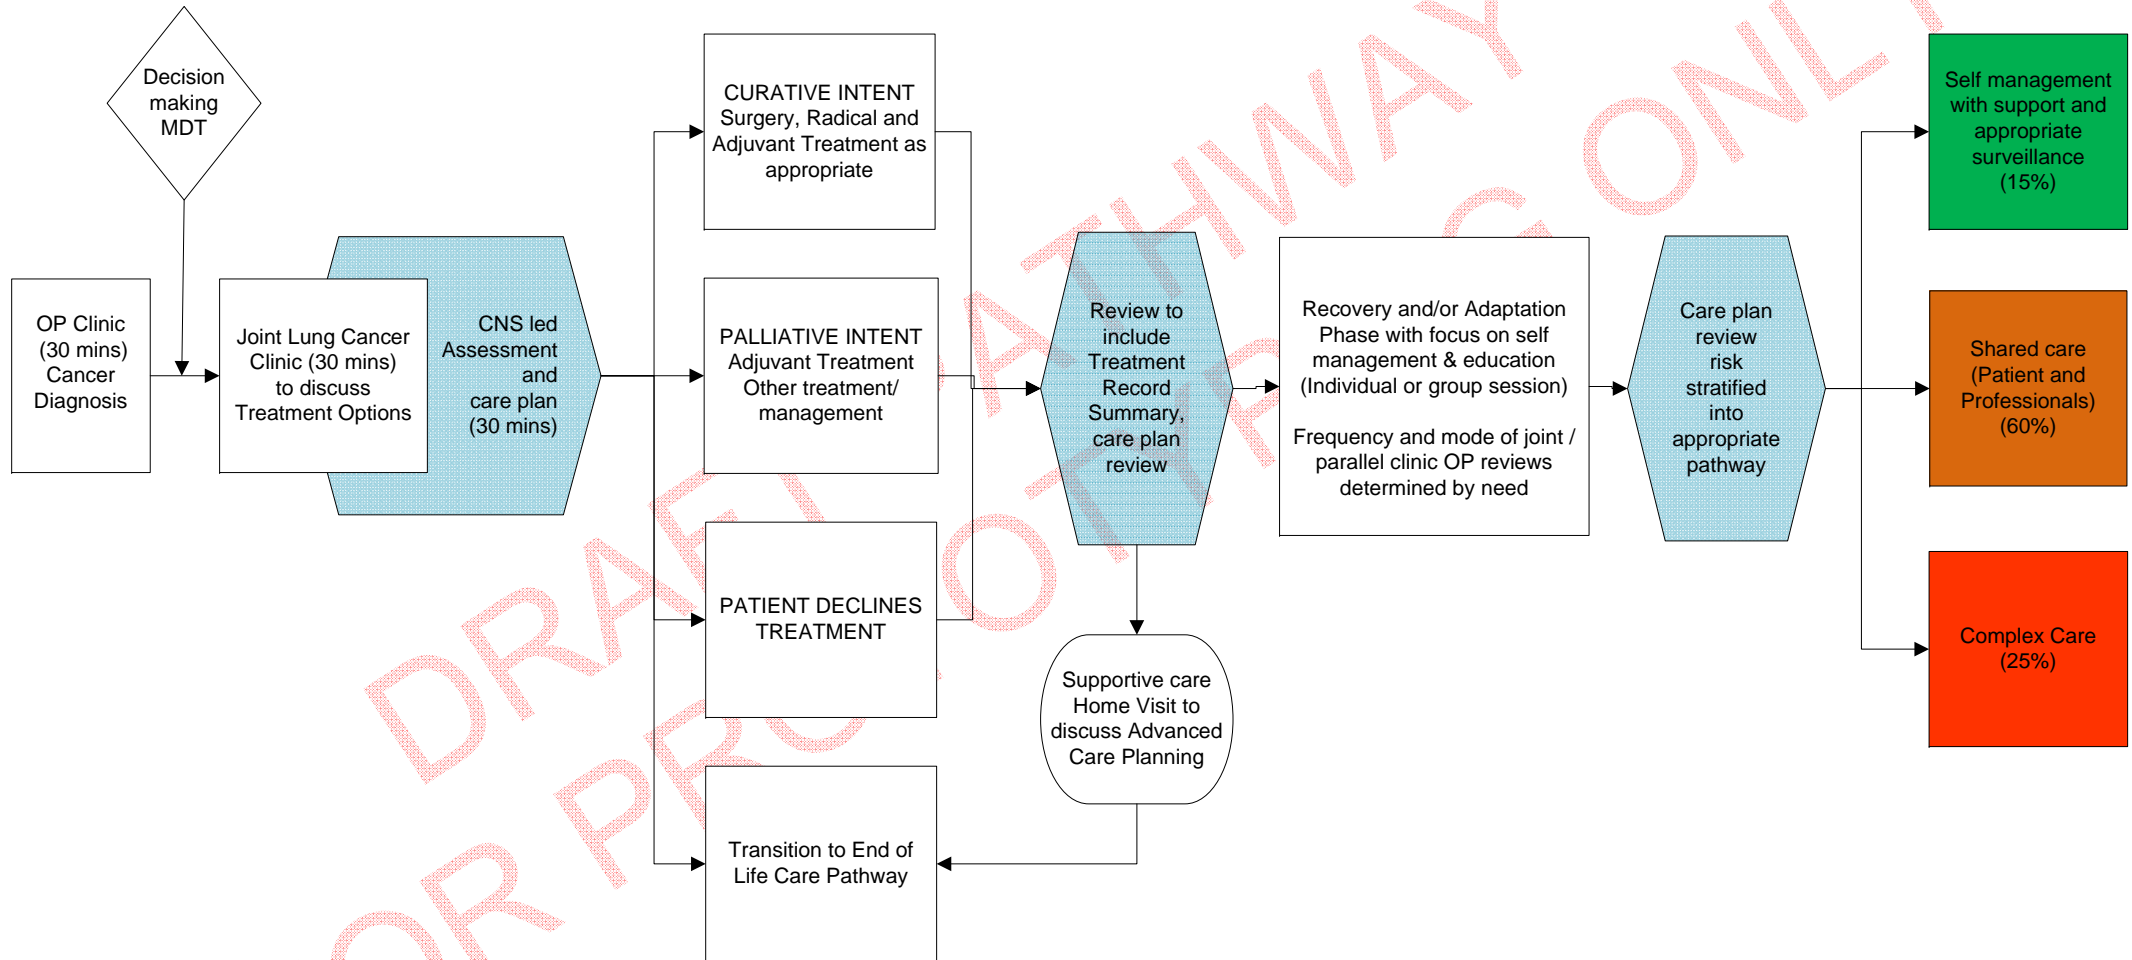 Decision
making
MDT
OP Clinic
(30 mins)
Cancer
Diagnosis
Joint Lung Cancer
Clinic (30 mins)
to discuss
Treatment Options
CNS led
Assessment
and
care plan
(30 mins)
CURATIVE INTENT
Surgery, Radical and
Adjuvant Treatment as
appropriate
PALLIATIVE INTENT
Adjuvant Treatment
Other treatment/
management
PATIENT DECLINES
TREATMENT
Transition to End of
Life Care Pathway
Review to
include
Treatment
Record
Summary,
care plan
review
Supportive care
Home Visit to
discuss Advanced
Care Planning
Recovery and/or Adaptation
Phase with focus on self
management & education
(Individual or group session)
Frequency and mode of joint /
parallel clinic OP reviews
determined by need
Care plan
review
risk
stratified
into
appropriate
pathway
Self management
with support and
appropriate
surveillance
(15%)
Shared care
(Patient and
Professionals)
(60%)
Complex Care
(25%)
DRAFT PATHWAY